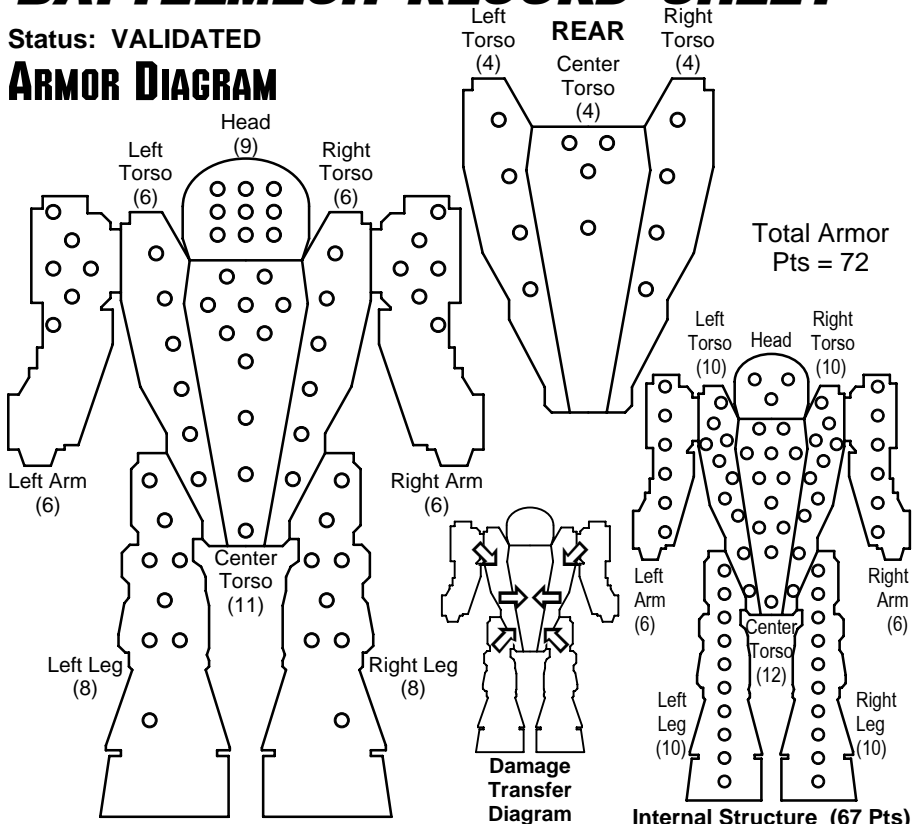 BATTLEMECH RECORD SHEET
Status: VALIDATED
ARMOR DIAGRAM
Left
Torso
(4)
REAR
Center
Torso
(4)
Right
Torso
(4)
Left
Torso
(6)
Head
(9)
Right
Torso
(6)
Total Armor
Pts = 72
Left Arm
(6)
Right Arm
(6)
Center
Torso
(11)
Left Leg
(8)
Right Leg
(8)
Damage
Transfer
Diagram
Left
Torso
(10)
Head
Right
Torso
(10)
Left
Arm
(6)
Right
Arm
(6)
Center
Torso
(12)
Left
Leg
(10)
Right
Leg
(10)
Internal Structure (67 Pts)